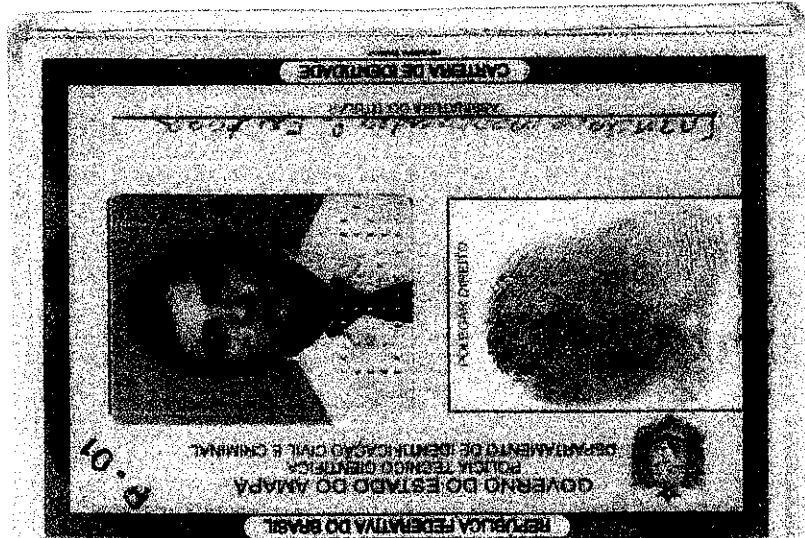 REPÚBLICA FEDERATIVA DO BRASIL
GOVERNO DO ESTADO DO AMAPÁ
POLÍCIA TÉCNICO CIENTÍFICA
DEPARTAMENTO DE IDENTIFICAÇÃO CIVIL E CRIMINAL
POLEGAR DIREITO
ASSINATURA DO TITULAR
CARTEIRA DE IDENTIDADE